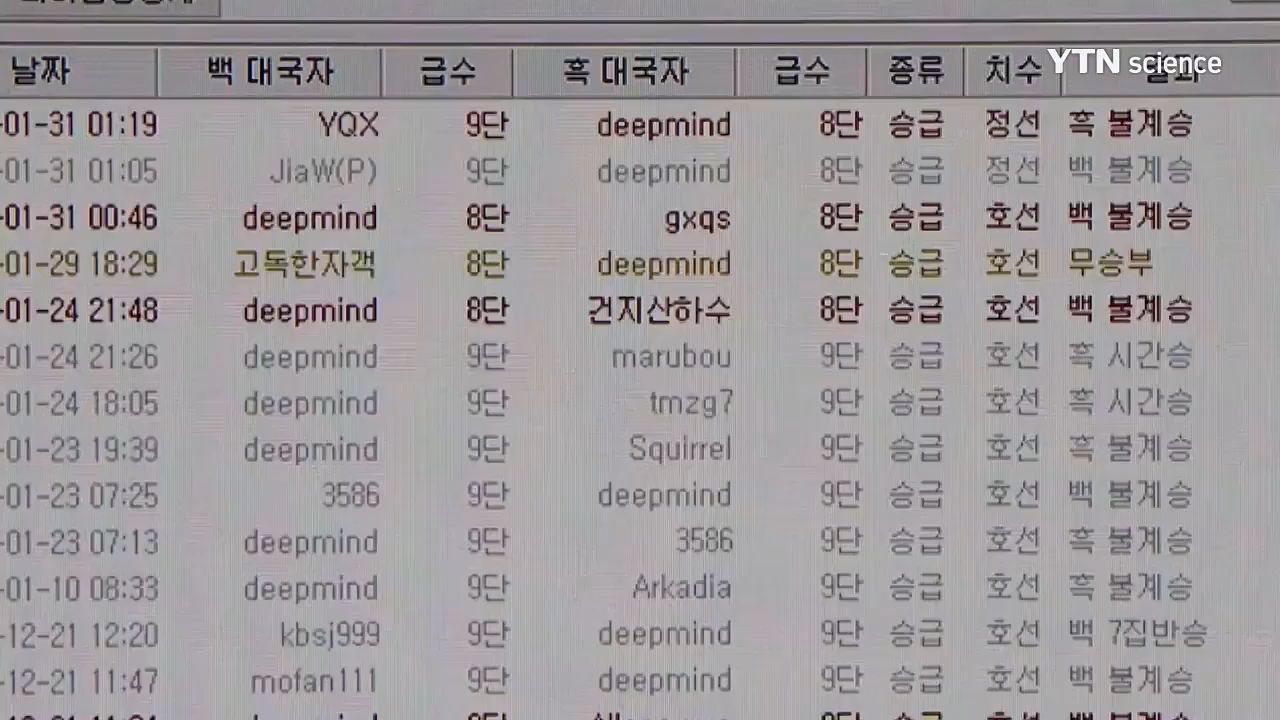 날짜 백 대국자 급수 흑 대국자 급수 종류 치수
YTN science
-01-31 01:19 YQX 9단 deepmind 8단 승급 정선 흑 불계승
-01-31 01:05 JiaW(P) 9단 deepmind 8단 승급 정선 백 불계승
-01-31 00:46 deepmind 8단 gxqs 8단 승급 호선 백 불계승
-01-29 18:29 고독한자객 8단 deepmind 8단 승급 호선 무승부
-01-24 21:48 deepmind 8단 건지산하수 8단 승급 호선 백 불계승
-01-24 21:26 deepmind 9단 marubou 9단 승급 호선 흑 시간승
-01-24 18:05 deepmind 9단 tmzg7 9단 승급 호선 흑 시간승
-01-23 19:39 deepmind 9단 Squirrel 9단 승급 호선 흑 불계승
-01-23 07:25 3586 9단 deepmind 9단 승급 호선 백 불계승
-01-23 07:13 deepmind 9단 3586 9단 승급 호선 흑 불계승
-01-10 08:33 deepmind 9단 Arkadia 9단 승급 호선 흑 불계승
-12-21 12:20 kbsj999 9단 deepmind 9단 승급 호선 백 7집반승
-12-21 11:47 mofan111 9단 deepmind 9단 승급 호선 백 불계승